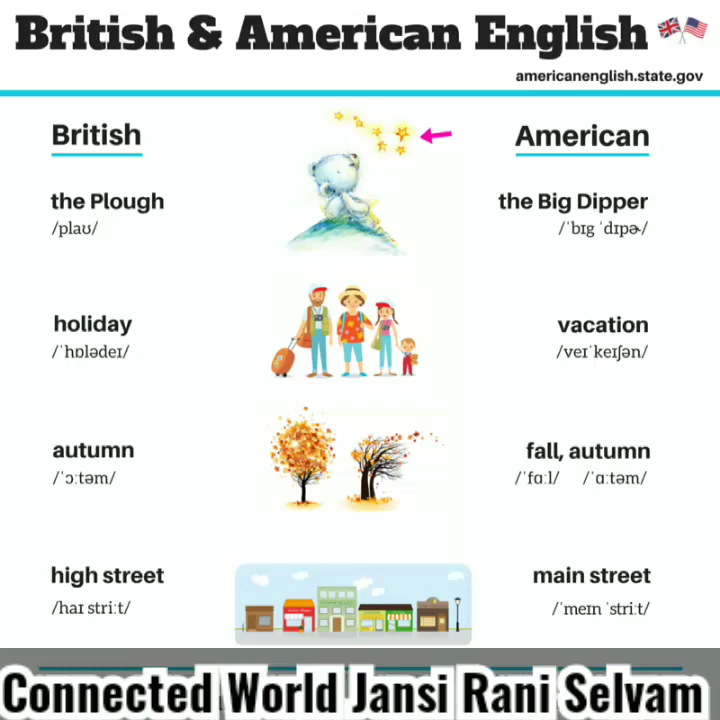 British & American English
americanenglish.state.gov
British American
the Plough the Big Dipper
/plaʊ/ /ˈbɪg ˈdɪpɚ/
holiday vacation
/ˈhɒlədeɪ/ /veɪˈkeɪʃən/
autumn fall, autumn
/ˈɔːtəm/ /ˈfɑːl/ /ˈɑːtəm/
high street main street
/haɪ striːt/ /ˈmeɪn ˈstriːt/
Connected World Jansi Rani Selvam